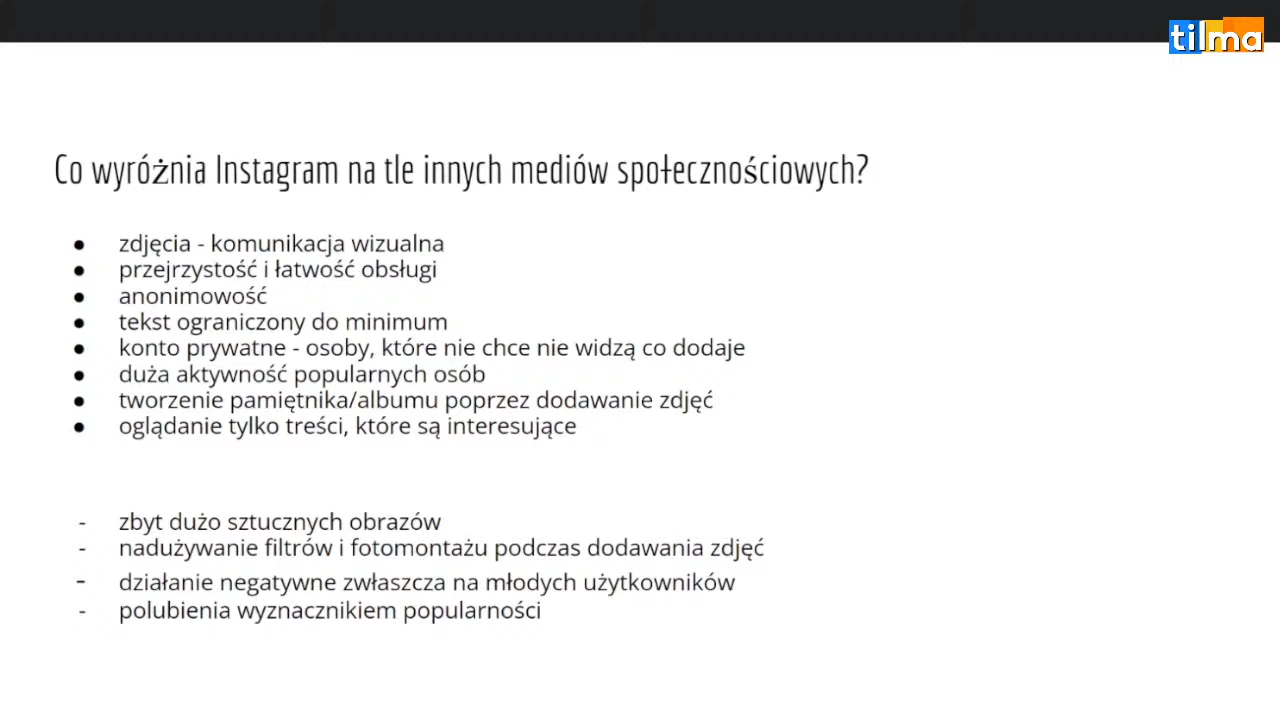 tilma
Co wyróżnia Instagram na tle innych mediów społecznościowych?
● zdjęcia - komunikacja wizualna
● przejrzystość i łatwość obsługi
● anonimowość
● tekst ograniczony do minimum
● konto prywatne - osoby, które nie chce nie widzą co dodaje
● duża aktywność popularnych osób
● tworzenie pamiętnika/albumu poprzez dodawanie zdjęć
● oglądanie tylko treści, które są interesujące
- zbyt dużo sztucznych obrazów
- nadużywanie filtrów i fotomontażu podczas dodawania zdjęć
- działanie negatywne zwłaszcza na młodych użytkowników
- polubienia wyznacznikiem popularności